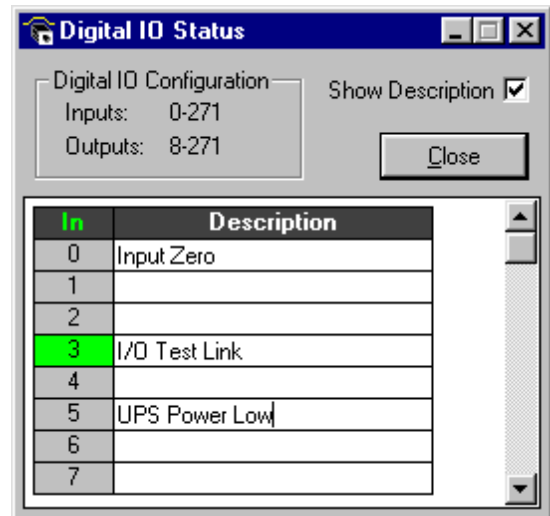 Digital IO Status
Digital IO Configuration
Inputs: 0-271
Outputs: 8-271
Show Description
Close
In Description
0 Input Zero
1
2
3 I/O Test Link
4
5 UPS Power Low
6
7